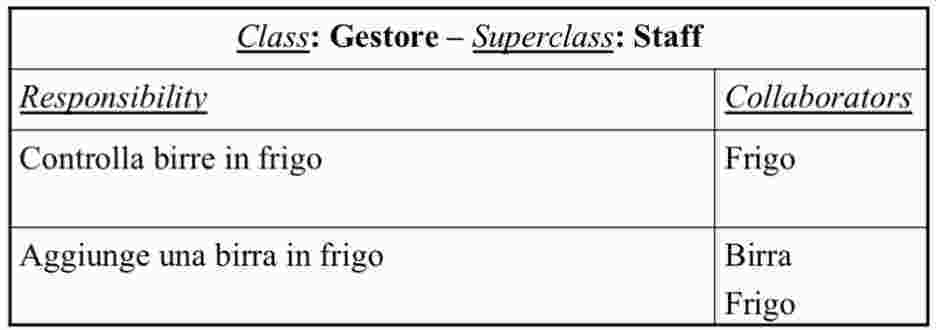 Class: Gestore – Superclass: Staff
Responsibility Collaborators
Controlla birre in frigo Frigo
Aggiunge una birra in frigo Birra
Frigo